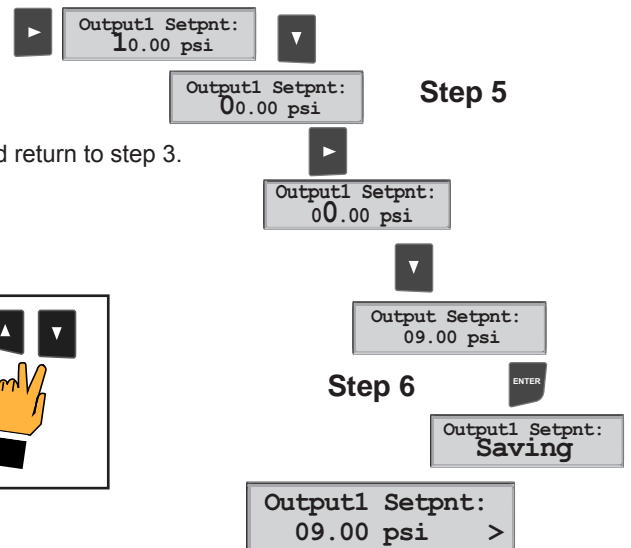 Output1 Setpnt:
10.00 psi
Output1 Setpnt:
00.00 psi
Step 5
d return to step 3.
Output1 Setpnt:
00.00 psi
Output Setpnt:
09.00 psi
Step 6
ENTER
Output1 Setpnt:
Saving
Output1 Setpnt:
09.00 psi >